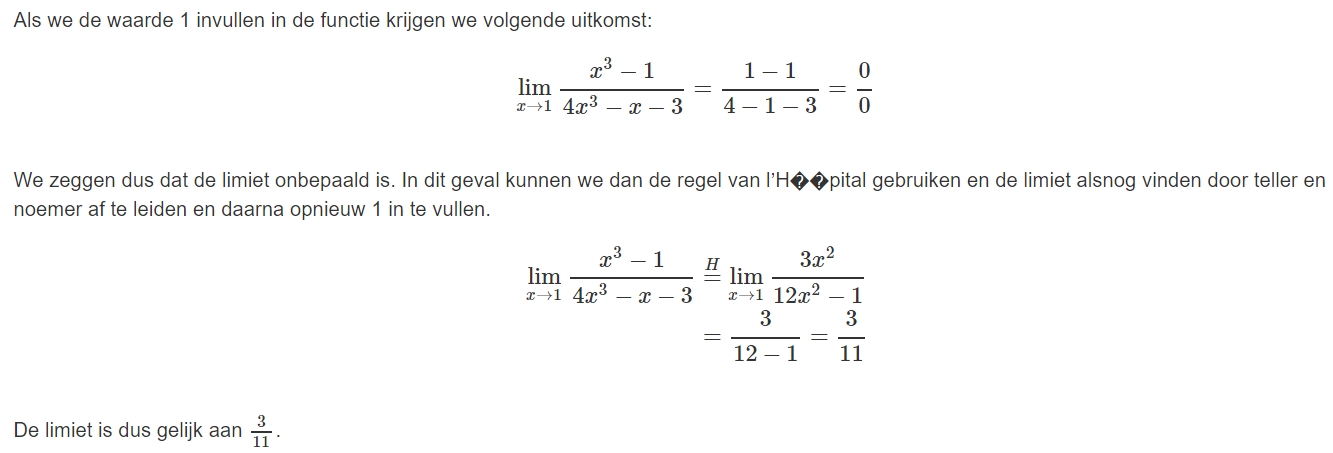 Als we de waarde 1 invullen in de functie krijgen we volgende uitkomst:
lim_{x→1} \frac{x^3 − 1}{4x^3 − x − 3} = \frac{1 − 1}{4 − 1 − 3} = \frac{0}{0}
We zeggen dus dat de limiet onbepaald is. In dit geval kunnen we dan de regel van l’H��pital gebruiken en de limiet alsnog vinden door teller en
noemer af te leiden en daarna opnieuw 1 in te vullen.
lim_{x→1} \frac{x^3 − 1}{4x^3 − x − 3} \overset{H}{=} lim_{x→1} \frac{3x^2}{12x^2 − 1}
= \frac{3}{12 − 1} = \frac{3}{11}
De limiet is dus gelijk aan \frac{3}{11}.